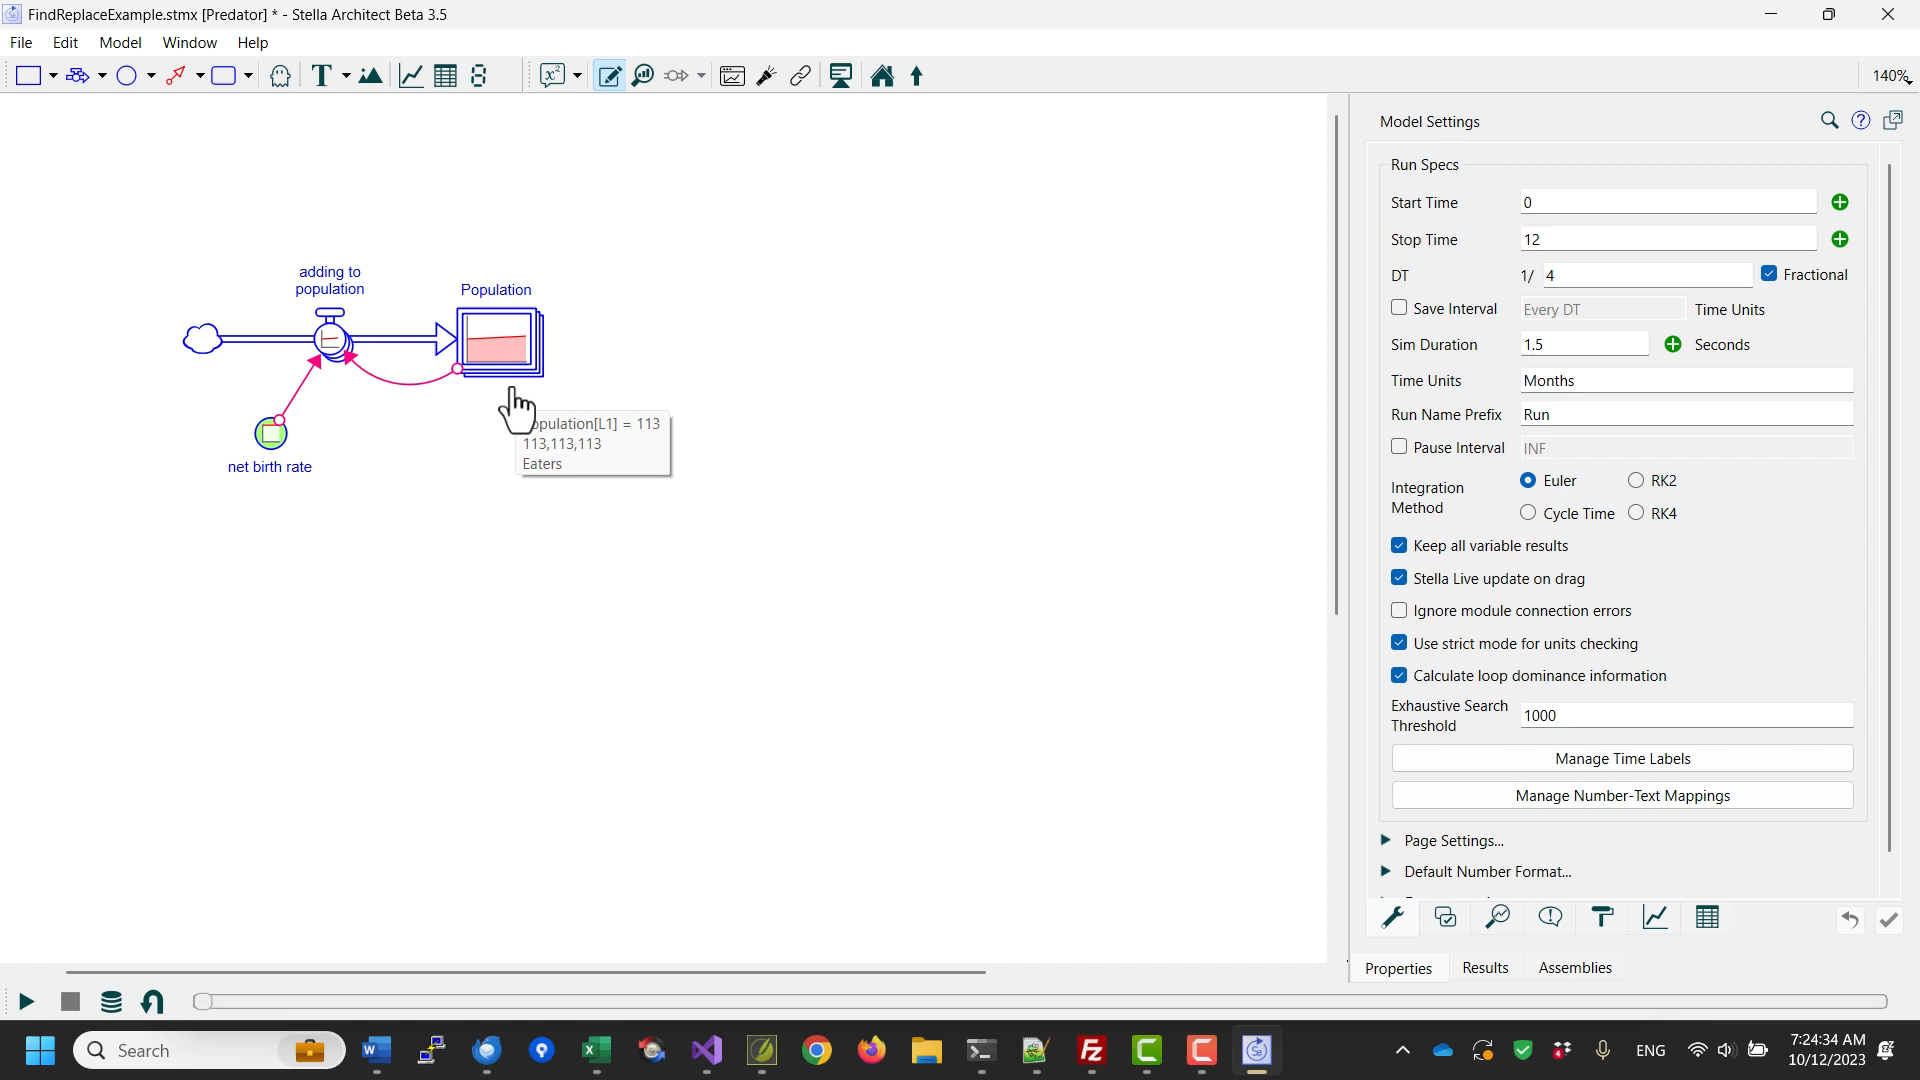 FindReplaceExample.stmx [Predator] * - Stella Architect Beta 3.5
File Edit Model Window Help
140%
adding to
population
Population
net birth rate
opulation[L1] = 113
113,113,113
Eaters
Model Settings
Run Specs
Start Time 0
Stop Time 12
DT 1/ 4 Fractional
Save Interval Every DT Time Units
Sim Duration 1.5 Seconds
Time Units Months
Run Name Prefix Run
Pause Interval INF
Integration
Method
Euler RK2
Cycle Time RK4
Keep all variable results
Stella Live update on drag
Ignore module connection errors
Use strict mode for units checking
Calculate loop dominance information
Exhaustive Search
Threshold
1000
Manage Time Labels
Manage Number-Text Mappings
Page Settings...
Default Number Format...
Properties Results Assemblies
Search
ENG
7:24:34 AM
10/12/2023